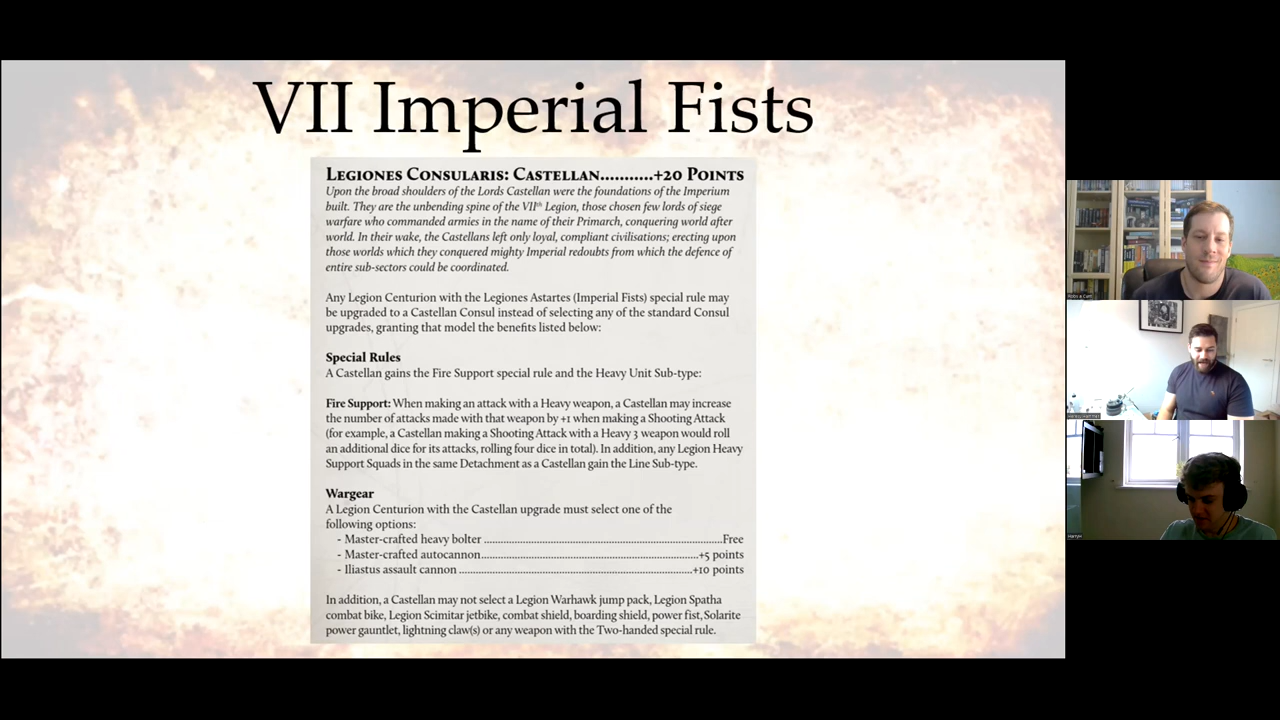 VII Imperial Fists
Legiones Consularis: Castellan...........+20 Points
Upon the broad shoulders of the Lords Castellan were the foundations of the Imperium
built. They are the unbending spine of the VIIth Legion, those chosen few lords of siege
warfare who commanded armies in the name of their Primarch, conquering world after
world. In their wake, the Castellans left only loyal, compliant civilisations; erecting upon
those worlds which they conquered mighty Imperial redoubts from which the defence of
entire sub-sectors could be coordinated.
Any Legion Centurion with the Legiones Astartes (Imperial Fists) special rule may
be upgraded to a Castellan Consul instead of selecting any of the standard Consul
upgrades, granting that model the benefits listed below:
Special Rules
A Castellan gains the Fire Support special rule and the Heavy Unit Sub-type:
Fire Support: When making an attack with a Heavy weapon, a Castellan may increase
the number of attacks made with that weapon by +1 when making a Shooting Attack
(for example, a Castellan making a Shooting Attack with a Heavy 3 weapon would roll
an additional dice for its attacks, rolling four dice in total). In addition, any Legion Heavy
Support Squads in the same Detachment as a Castellan gain the Line Sub-type.
Wargear
A Legion Centurion with the Castellan upgrade must select one of the
following options:
- Master-crafted heavy bolter ........................................................................Free
- Master-crafted autocannon.................................................................+5 points
- Iliastus assault cannon ......................................................................+10 points
In addition, a Castellan may not select a Legion Warhawk jump pack, Legion Spatha
combat bike, Legion Scimitar jetbike, combat shield, boarding shield, power fist, Solarite
power gauntlet, lightning claw(s) or any weapon with the Two-handed special rule.